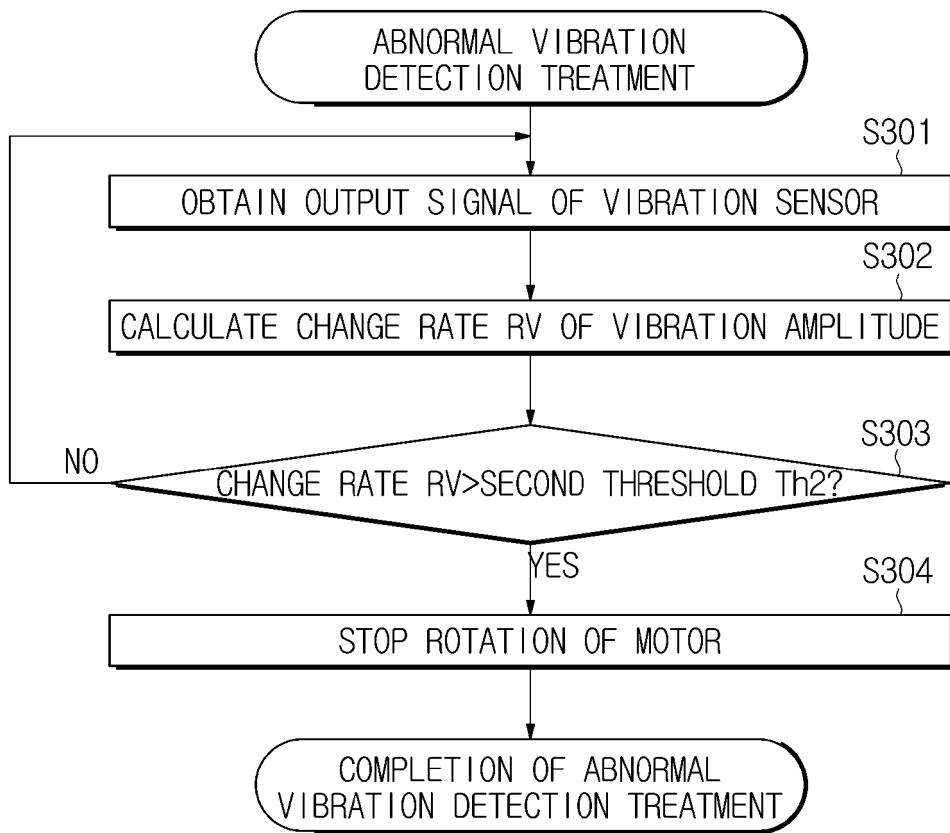 ABNORMAL VIBRATION
DETECTION TREATMENT
S301
OBTAIN OUTPUT SIGNAL OF VIBRATION SENSOR
S302
CALCULATE CHANGE RATE RV OF VIBRATION AMPLITUDE
S303
NO
CHANGE RATE RV>SECOND THRESHOLD Th2?
YES
S304
STOP ROTATION OF MOTOR
COMPLETION OF ABNORMAL
VIBRATION DETECTION TREATMENT